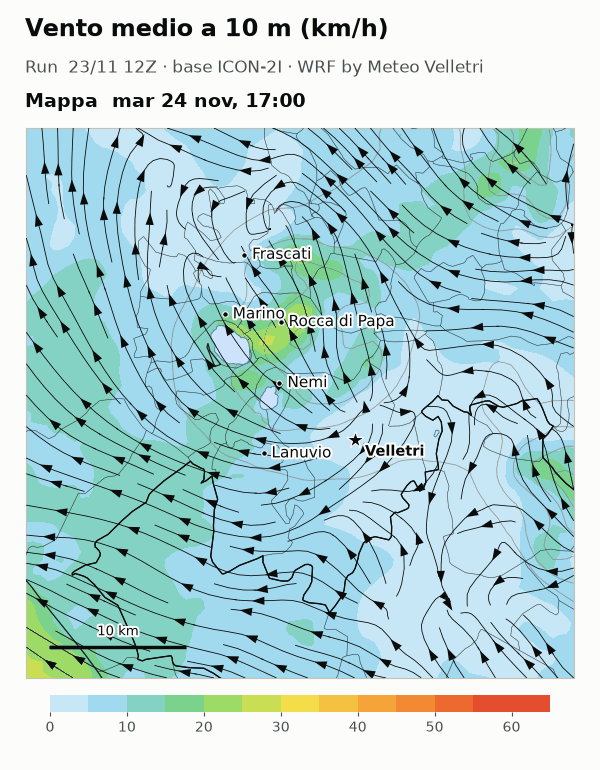 Vento medio a 10 m (km/h)
Run  23/11 12Z · base ICON-2I · WRF by Meteo Velletri
Mappa  mar 24 nov, 17:00
Frascati
Marino
Rocca di Papa
Nemi
Velletri
Lanuvio
10 km
0 10 20 30 40 50 60